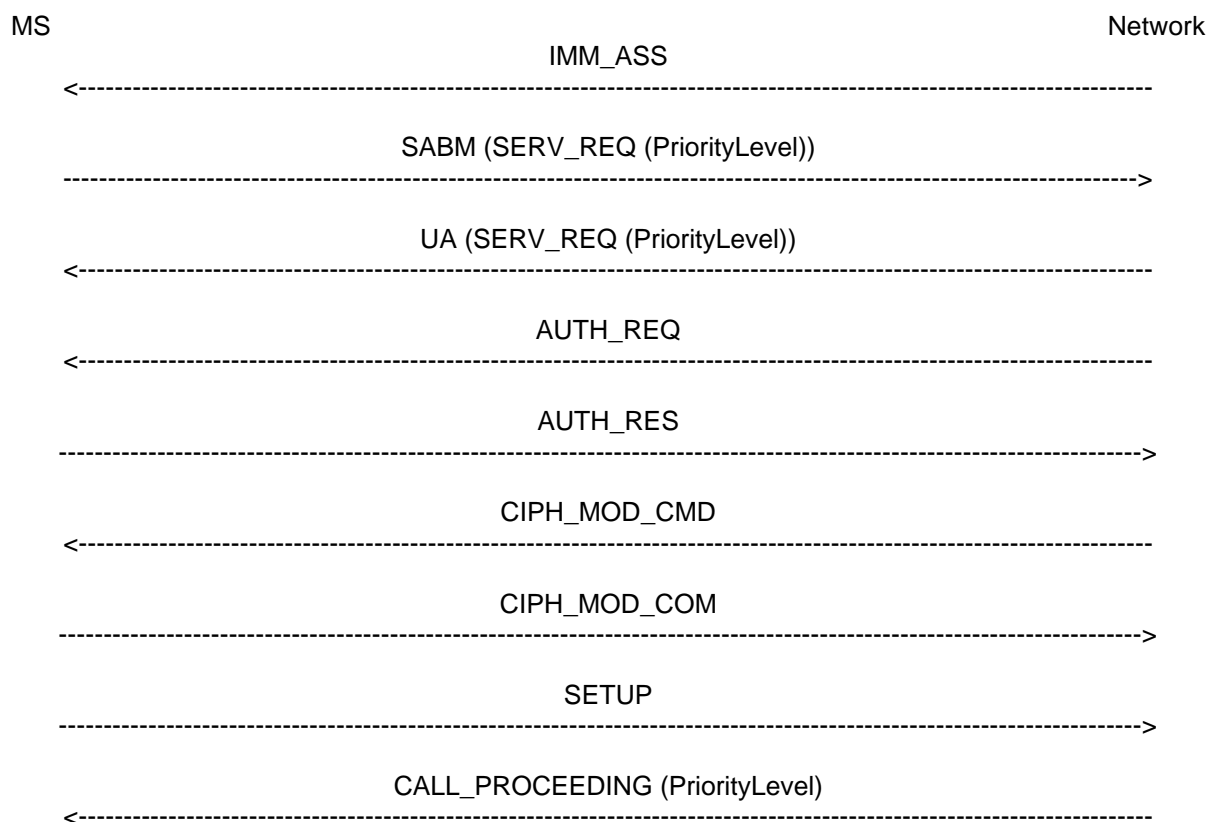 MS Network
IMM_ASS
<-----------------------------------------------------------------------------------------------------------------------
SABM (SERV_REQ (PriorityLevel))
----------------------------------------------------------------------------------------------------------------------->
UA (SERV_REQ (PriorityLevel))
<-----------------------------------------------------------------------------------------------------------------------
AUTH_REQ
<-----------------------------------------------------------------------------------------------------------------------
AUTH_RES
------------------------------------------------------------------------------------------------------------------------>
CIPH_MOD_CMD
<-----------------------------------------------------------------------------------------------------------------------
CIPH_MOD_COM
------------------------------------------------------------------------------------------------------------------------>
SETUP
------------------------------------------------------------------------------------------------------------------------>
CALL_PROCEEDING (PriorityLevel)
<-----------------------------------------------------------------------------------------------------------------------